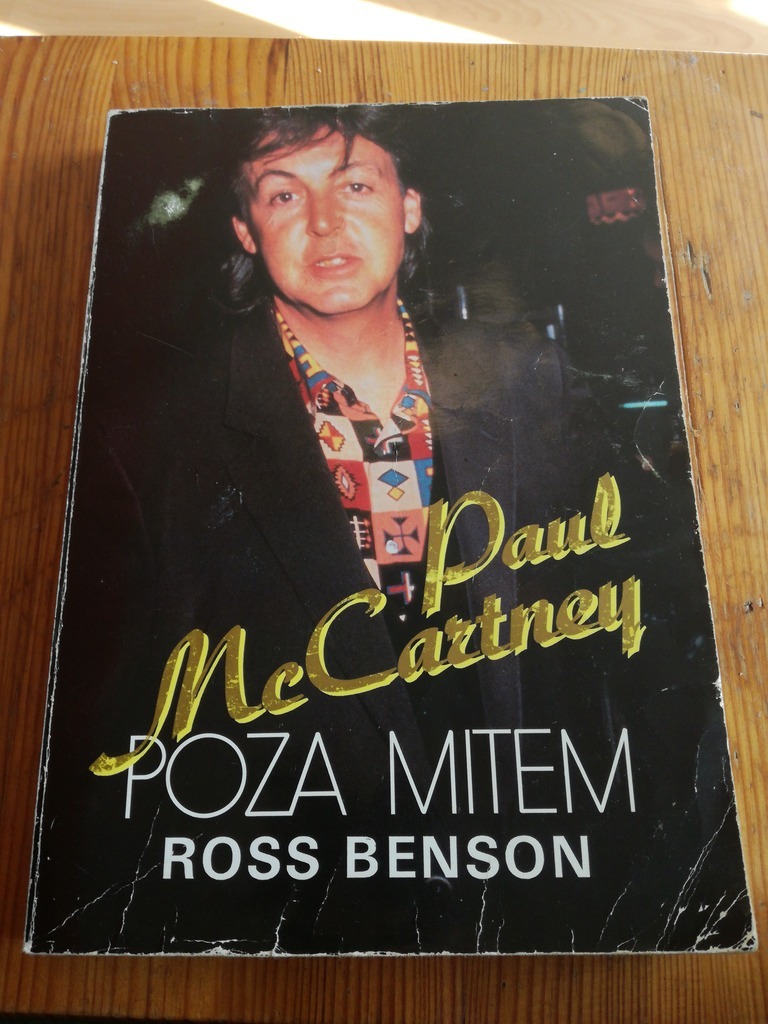 Paul
McCartney
POZA MITEM
ROSS BENSON